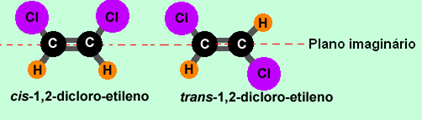 Cl Cl Cl
H
C C C C Plano imaginário
H H H
Cl
cis-1,2-dicloro-etileno trans-1,2-dicloro-etileno